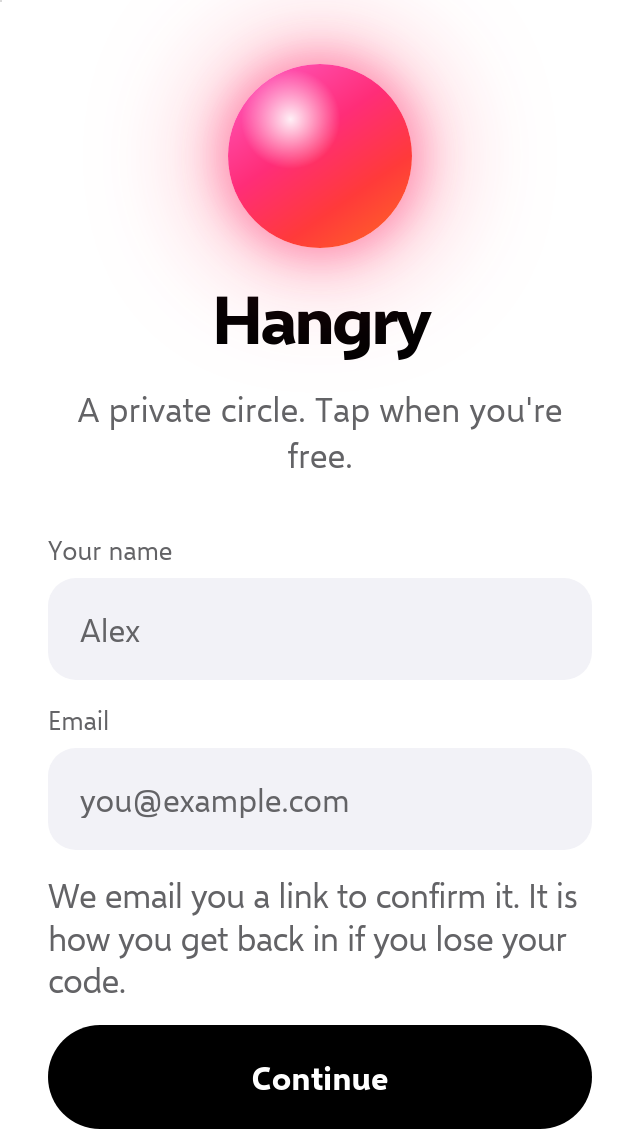 Hangry
A private circle. Tap when you're
free.
Your name
Alex
Email
you@example.com
We email you a link to confirm it. It is
how you get back in if you lose your
code.
Continue